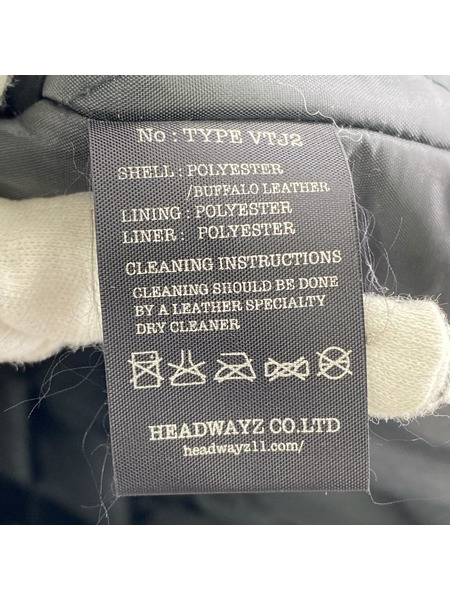 No : TYPE VTJ2
SHELL : POLYESTER
/BUFFALO LEATHER
LINING : POLYESTER
LINER : POLYESTER
CLEANING INSTRUCTIONS
CLEANING SHOULD BE DONE
BY A LEATHER SPECIALTY
DRY CLEANER
HEADWAYZ CO.LTD
headwayz11.com/